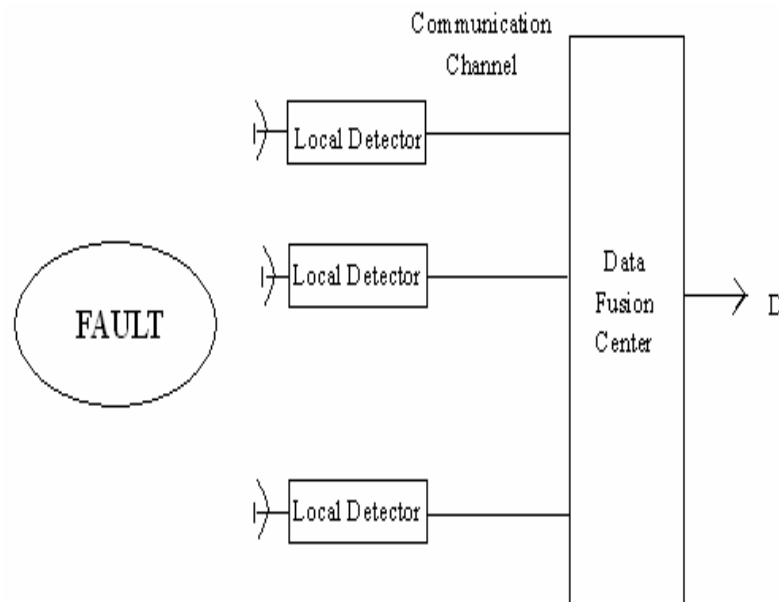 Communication
Channel
Local Detector
Local Detector
FAULT
Data
Fusion
Center
D
Local Detector